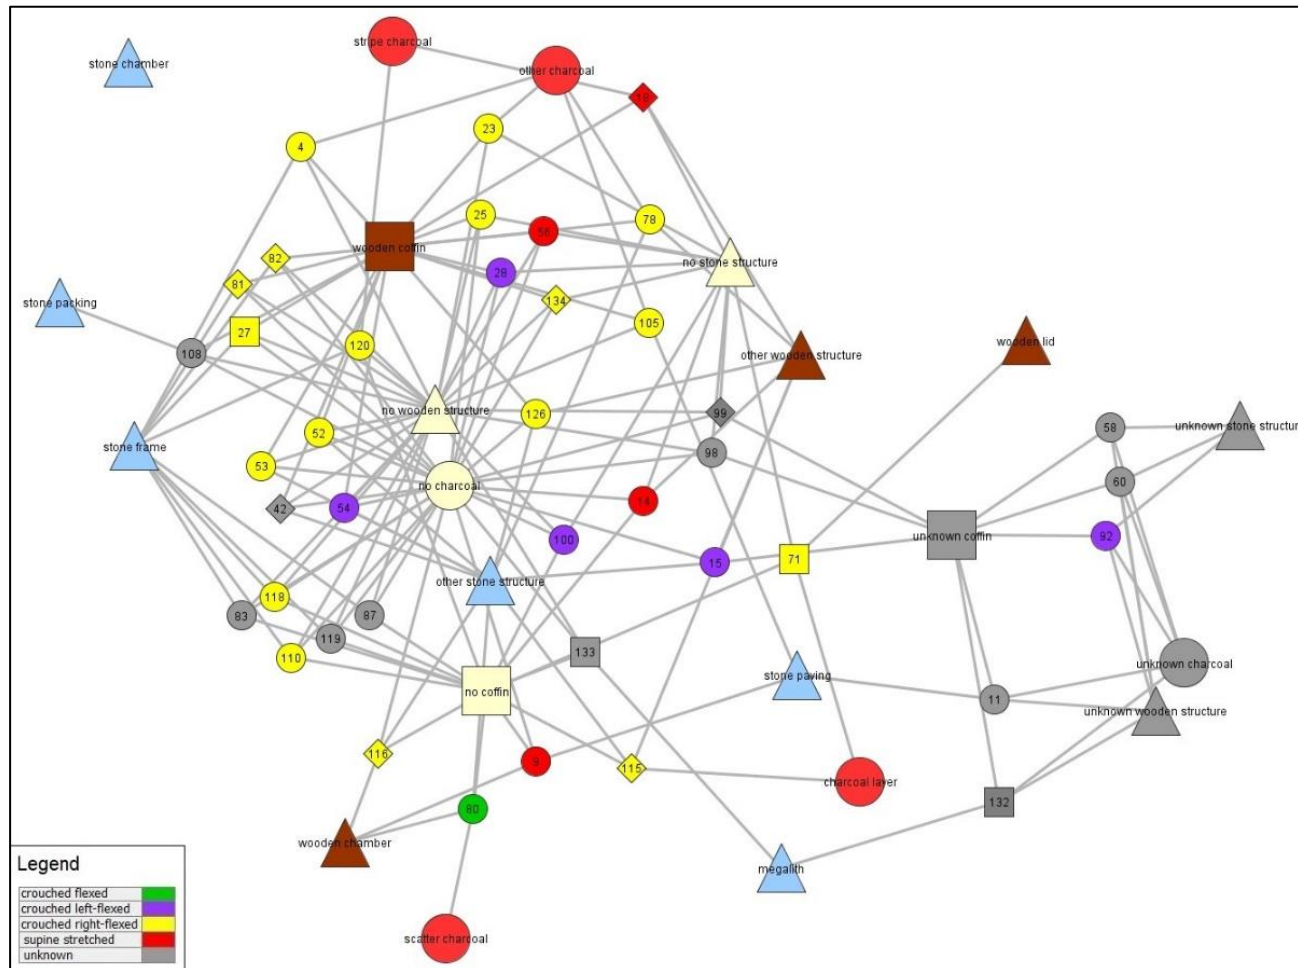 stripe charcoal
stone chamber
other charcoal
16
23
4
25
78
56
wooden coffin
82
no stone structure
28
81
134
stone packing
105
27
120
108
other wooden structure
wooden lid
no wooden structure
126
99
58
unknown stone structur
52
stone frame
98
53
60
no charcoal
14
42
54
unknown coffin
92
100
71
15
other stone structure
118
83
87
119
133
110
unknown charcoal
stone paving
no coffin
11
unknown wooden structure
116
9
115
charcoal layer
132
80
wooden chamber
megalith
scatter charcoal
Legend
crouched flexed
crouched left-flexed
crouched right-flexed
supine stretched
unknown